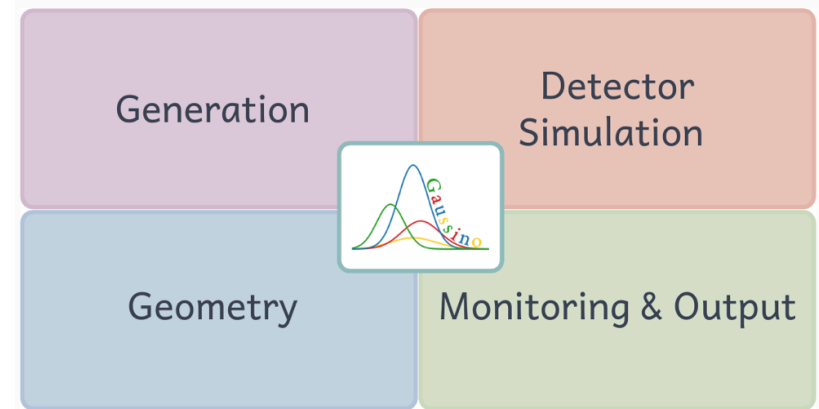 Generation
Detector
Simulation
Gaussino
Geometry
Monitoring & Output